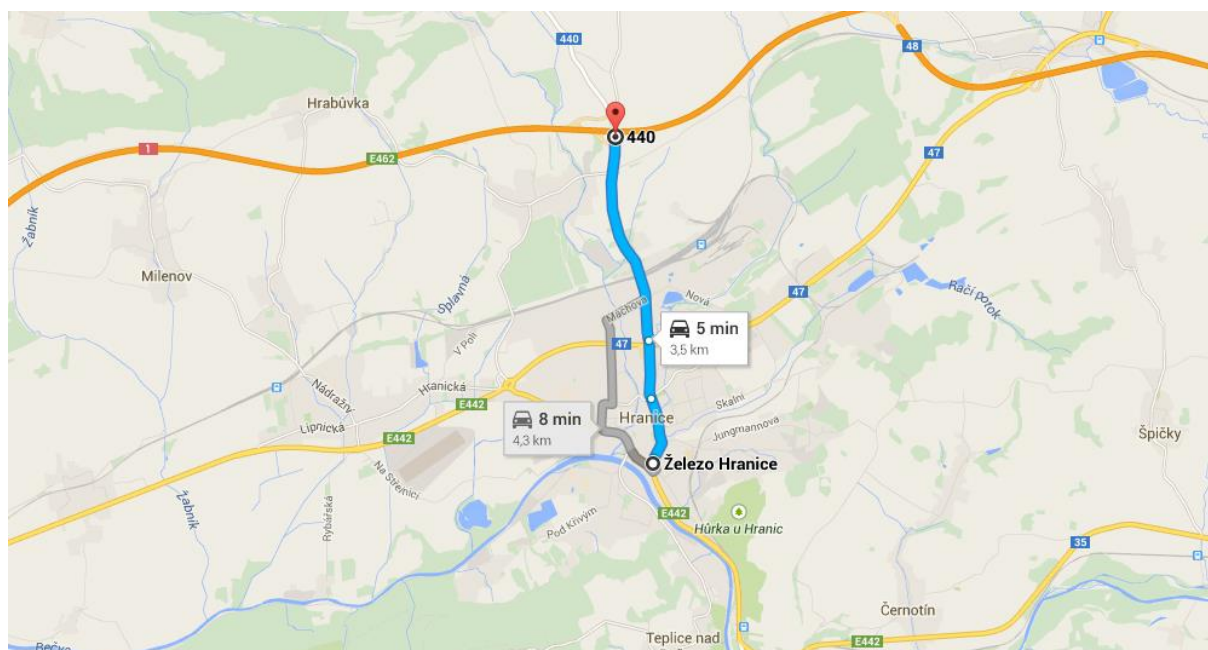 440
48
Hrabůvka
440
47
1
E462
Žabník
Milenov
Splavná
Račí potok
47
Nová
Máchova
5 min
3,5 km
47
V Poli
Hranická
Nádražní
E442
Skalní
Hranice
8 min
4,3 km
Lipnická
E442
Jungmannova
Špičky
Železo Hranice
Na Střelnici
Žabník
Rybářská
E442
Hůrka u Hranic
Pod Křivým
35
Černotín
Teplice nad
E442